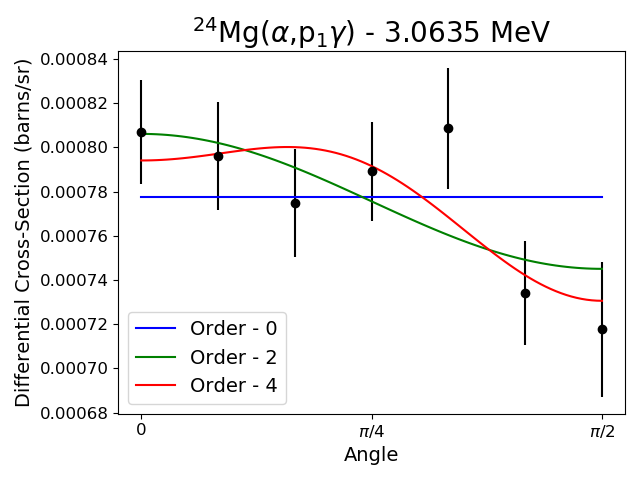 ²⁴Mg(α,p₁γ) - 3.0635 MeV
Differential Cross-Section (barns/sr)
0.00084
0.00082
0.00080
0.00078
0.00076
0.00074
0.00072
0.00070
0.00068
Order - 0
Order - 2
Order - 4
0
π/4
π/2
Angle